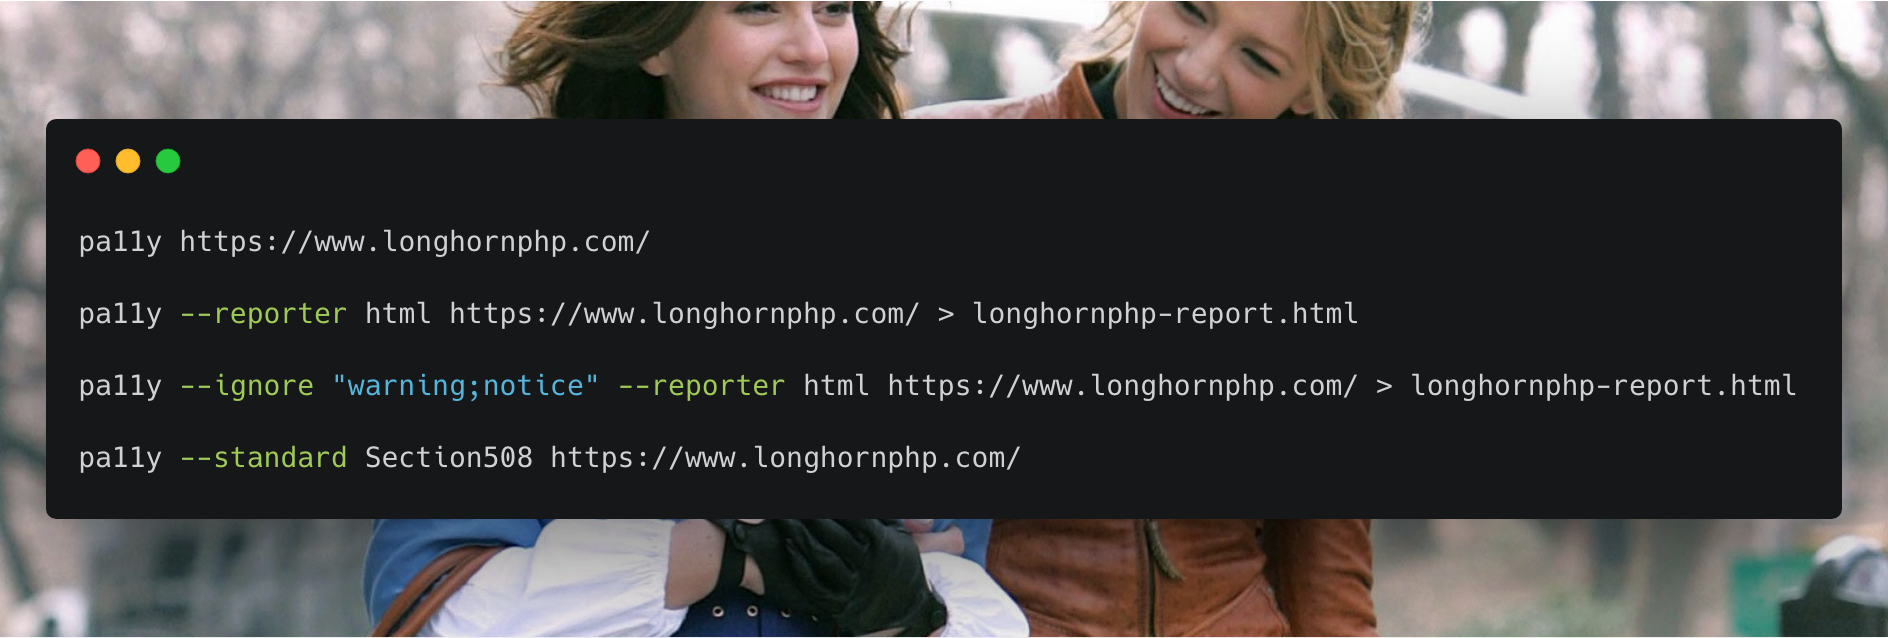 pa11y https://www.longhornphp.com/
pa11y --reporter html https://www.longhornphp.com/ > longhornphp-report.html
pa11y --ignore "warning;notice" --reporter html https://www.longhornphp.com/ > longhornphp-report.html
pa11y --standard Section508 https://www.longhornphp.com/